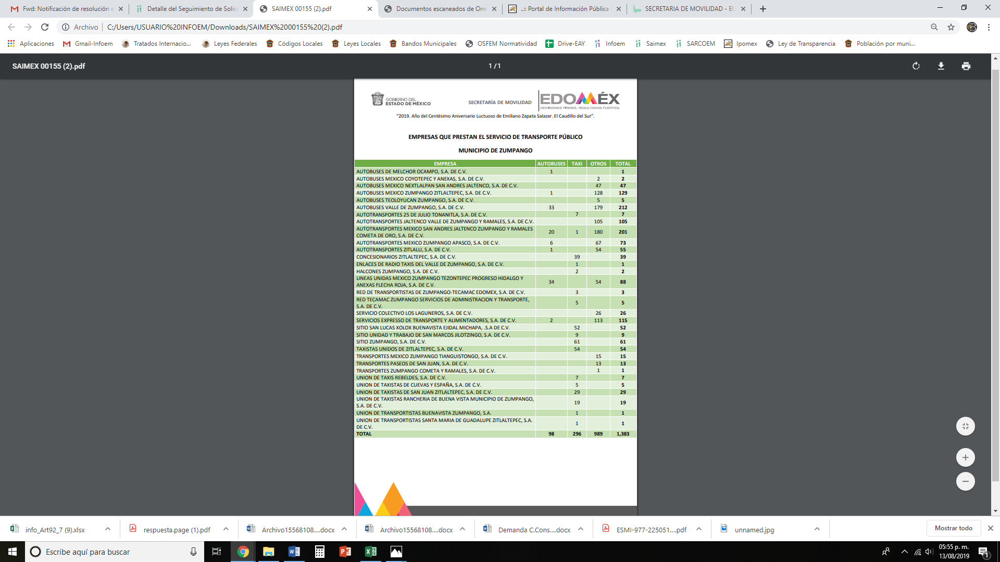 Fwd: Notificación de resolución e
Detalle del Seguimiento de Solici
SAIMEX 00155 (2).pdf
Documentos escaneados de One
..:: Portal de Información Pública
SECRETARIA DE MOVILIDAD - El
Archivo
C:/Users/USUARIO%20INFOEM/Downloads/SAIMEX%2000155%20(2).pdf
Aplicaciones Gmail-Infoem Tratados Internacio... Leyes Federales Códigos Locales Leyes Locales Bandos Municipales OSFEM Normatividad Drive-EAY Infoem Saimex SARCOEM Ipomex Ley de Transparencia Población por muni...
SAIMEX 00155 (2).pdf 1 / 1
GOBIERNO DEL
ESTADO DE MÉXICO
SECRETARÍA DE MOVILIDAD
EDOMÉX
DECISIONES FIRMES, RESULTADOS FUERTES.
“2019. Año del Centésimo Aniversario Luctuoso de Emiliano Zapata Salazar. El Caudillo del Sur”.
EMPRESAS QUE PRESTAN EL SERVICIO DE TRANSPORTE PÚBLICO
MUNICIPIO DE ZUMPANGO
EMPRESA AUTOBUSES TAXI OTROS TOTAL
AUTOBUSES DE MELCHOR OCAMPO, S.A. DE C.V. 1 1
AUTOBUSES MEXICO COYOTEPEC Y ANEXAS, S.A. DE C.V. 2 2
AUTOBUSES MEXICO NEXTLALPAN SAN ANDRES JALTENCO, S.A. DE C.V. 47 47
AUTOBUSES MEXICO ZUMPANGO ZITLALTEPEC, S.A. DE C.V. 1 128 129
AUTOBUSES TEOLOYUCAN ZUMPANGO, S.A. DE C.V. 5 5
AUTOBUSES VALLE DE ZUMPANGO, S.A. DE C.V. 33 179 212
AUTOTRANSPORTES 25 DE JULIO TONANITLA, S.A. DE C.V. 7 7
AUTOTRANSPORTES JALTENCO VALLE DE ZUMPANGO Y RAMALES, S.A. DE C.V. 105 105
AUTOTRANSPORTES MEXICO SAN ANDRES JALTENCO ZUMPANGO Y RAMALES
COMETA DE ORO, S.A. DE C.V. 20 1 180 201
AUTOTRANSPORTES MEXICO ZUMPANGO APASCO, S.A. DE C.V. 6 67 73
AUTOTRANSPORTES ZITLALLI, S.A. DE C.V. 1 54 55
CONCESIONARIOS ZITLALTEPEC, S.A. DE C.V. 39 39
ENLACES DE RADIO TAXIS DEL VALLE DE ZUMPANGO, S.A. DE C.V. 1 1
HALCONES ZUMPANGO, S.A. DE C.V. 2 2
LINEAS UNIDAS MEXICO ZUMPANGO TEZONTEPEC PROGRESO HIDALGO Y
ANEXAS FLECHA ROJA, S.A. DE C.V. 34 54 88
RED DE TRANSPORTISTAS DE ZUMPANGO-TECAMAC EDOMEX, S.A. DE C.V. 3 3
RED TECAMAC ZUMPANGO SERVICIOS DE ADMINISTRACION Y TRANSPORTE,
S.A. DE C.V. 5 5
SERVICIO COLECTIVO LOS LAGUNEROS, S.A. DE C.V. 26 26
SERVICIOS EXPRESSO DE TRANSPORTE Y ALIMENTADORES, S.A. DE C.V. 2 113 115
SITIO SAN LUCAS XOLOX BUENAVISTA EJIDAL MICHAPA, .S.A DE C.V. 52 52
SITIO UNIDAD Y TRABAJO DE SAN MARCOS JILOTZINGO, S.A. DE C.V. 9 9
SITIO ZUMPANGO, S.A. DE C.V. 61 61
TAXISTAS UNIDOS DE ZITLALTEPEC, S.A. DE C.V. 54 54
TRANSPORTES MEXICO ZUMPANGO TIANGUISTONGO, S.A. DE C.V. 15 15
TRANSPORTES PASEOS DE SAN JUAN, S.A. DE C.V. 13 13
TRANSPORTES ZUMPANGO COMETA Y RAMALES, S.A. DE C.V. 1 1
UNION DE TAXIS REBELDES, S.A. DE C.V. 7 7
UNION DE TAXISTAS DE CUEVAS Y ESPAÑA, S.A. DE C.V. 5 5
UNION DE TAXISTAS DE SAN JUAN ZITLALTEPEC, S.A. DE C.V. 29 29
UNION DE TAXISTAS RANCHERIA DE BUENA VISTA MUNICIPIO DE ZUMPANGO,
S.A. DE C.V. 19 19
UNION DE TRANSPORTISTAS BUENAVISTA ZUMPANGO, S.A. 1 1
UNION DE TRANSPORTISTAS SANTA MARIA DE GUADALUPE ZITLALTEPEC, S.A.
DE C.V. 1 1
TOTAL 98 296 989 1,383
info_Art92_7 (9).xlsx respuesta.page (1).pdf Archivo15568108....docx Archivo15568108....docx Demanda C.Cons....docx ESMI-977-225051....pdf unnamed.jpg Mostrar todo
Escribe aquí para buscar
05:55 p. m.
13/08/2019
1